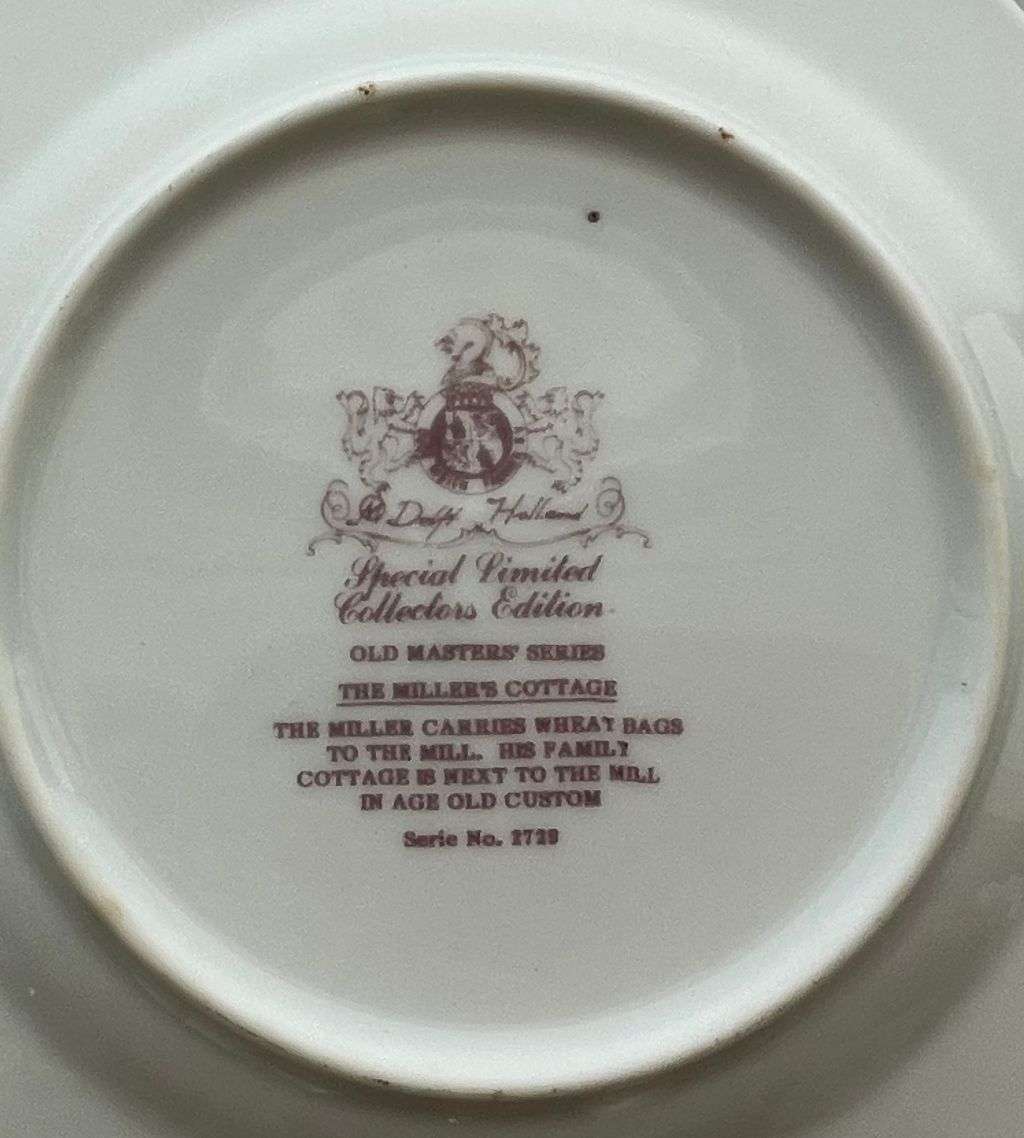 Delft Holland
Special Limited
Collectors Edition
OLD MASTERS' SERIES
THE MILLER'S COTTAGE
THE MILLER CARRIES WHEAT BAGS
TO THE MILL. HIS FAMILY
COTTAGE IS NEXT TO THE MILL
IN AGE OLD CUSTOM
Serie No.